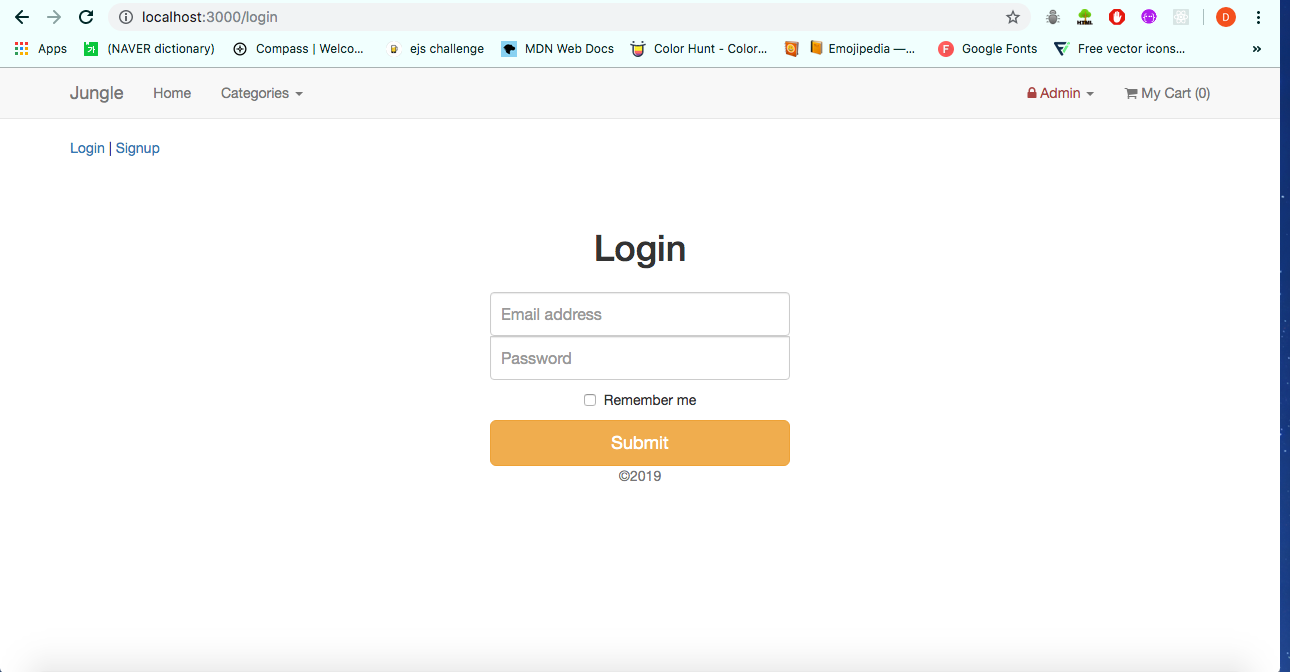 localhost:3000/login
D
Apps (NAVER dictionary) Compass | Welco... ejs challenge MDN Web Docs Color Hunt - Color... Emojipedia —... F Google Fonts Free vector icons... »
Jungle Home Categories Admin My Cart (0)
Login | Signup
Login
Email address
Password
Remember me
Submit
©2019